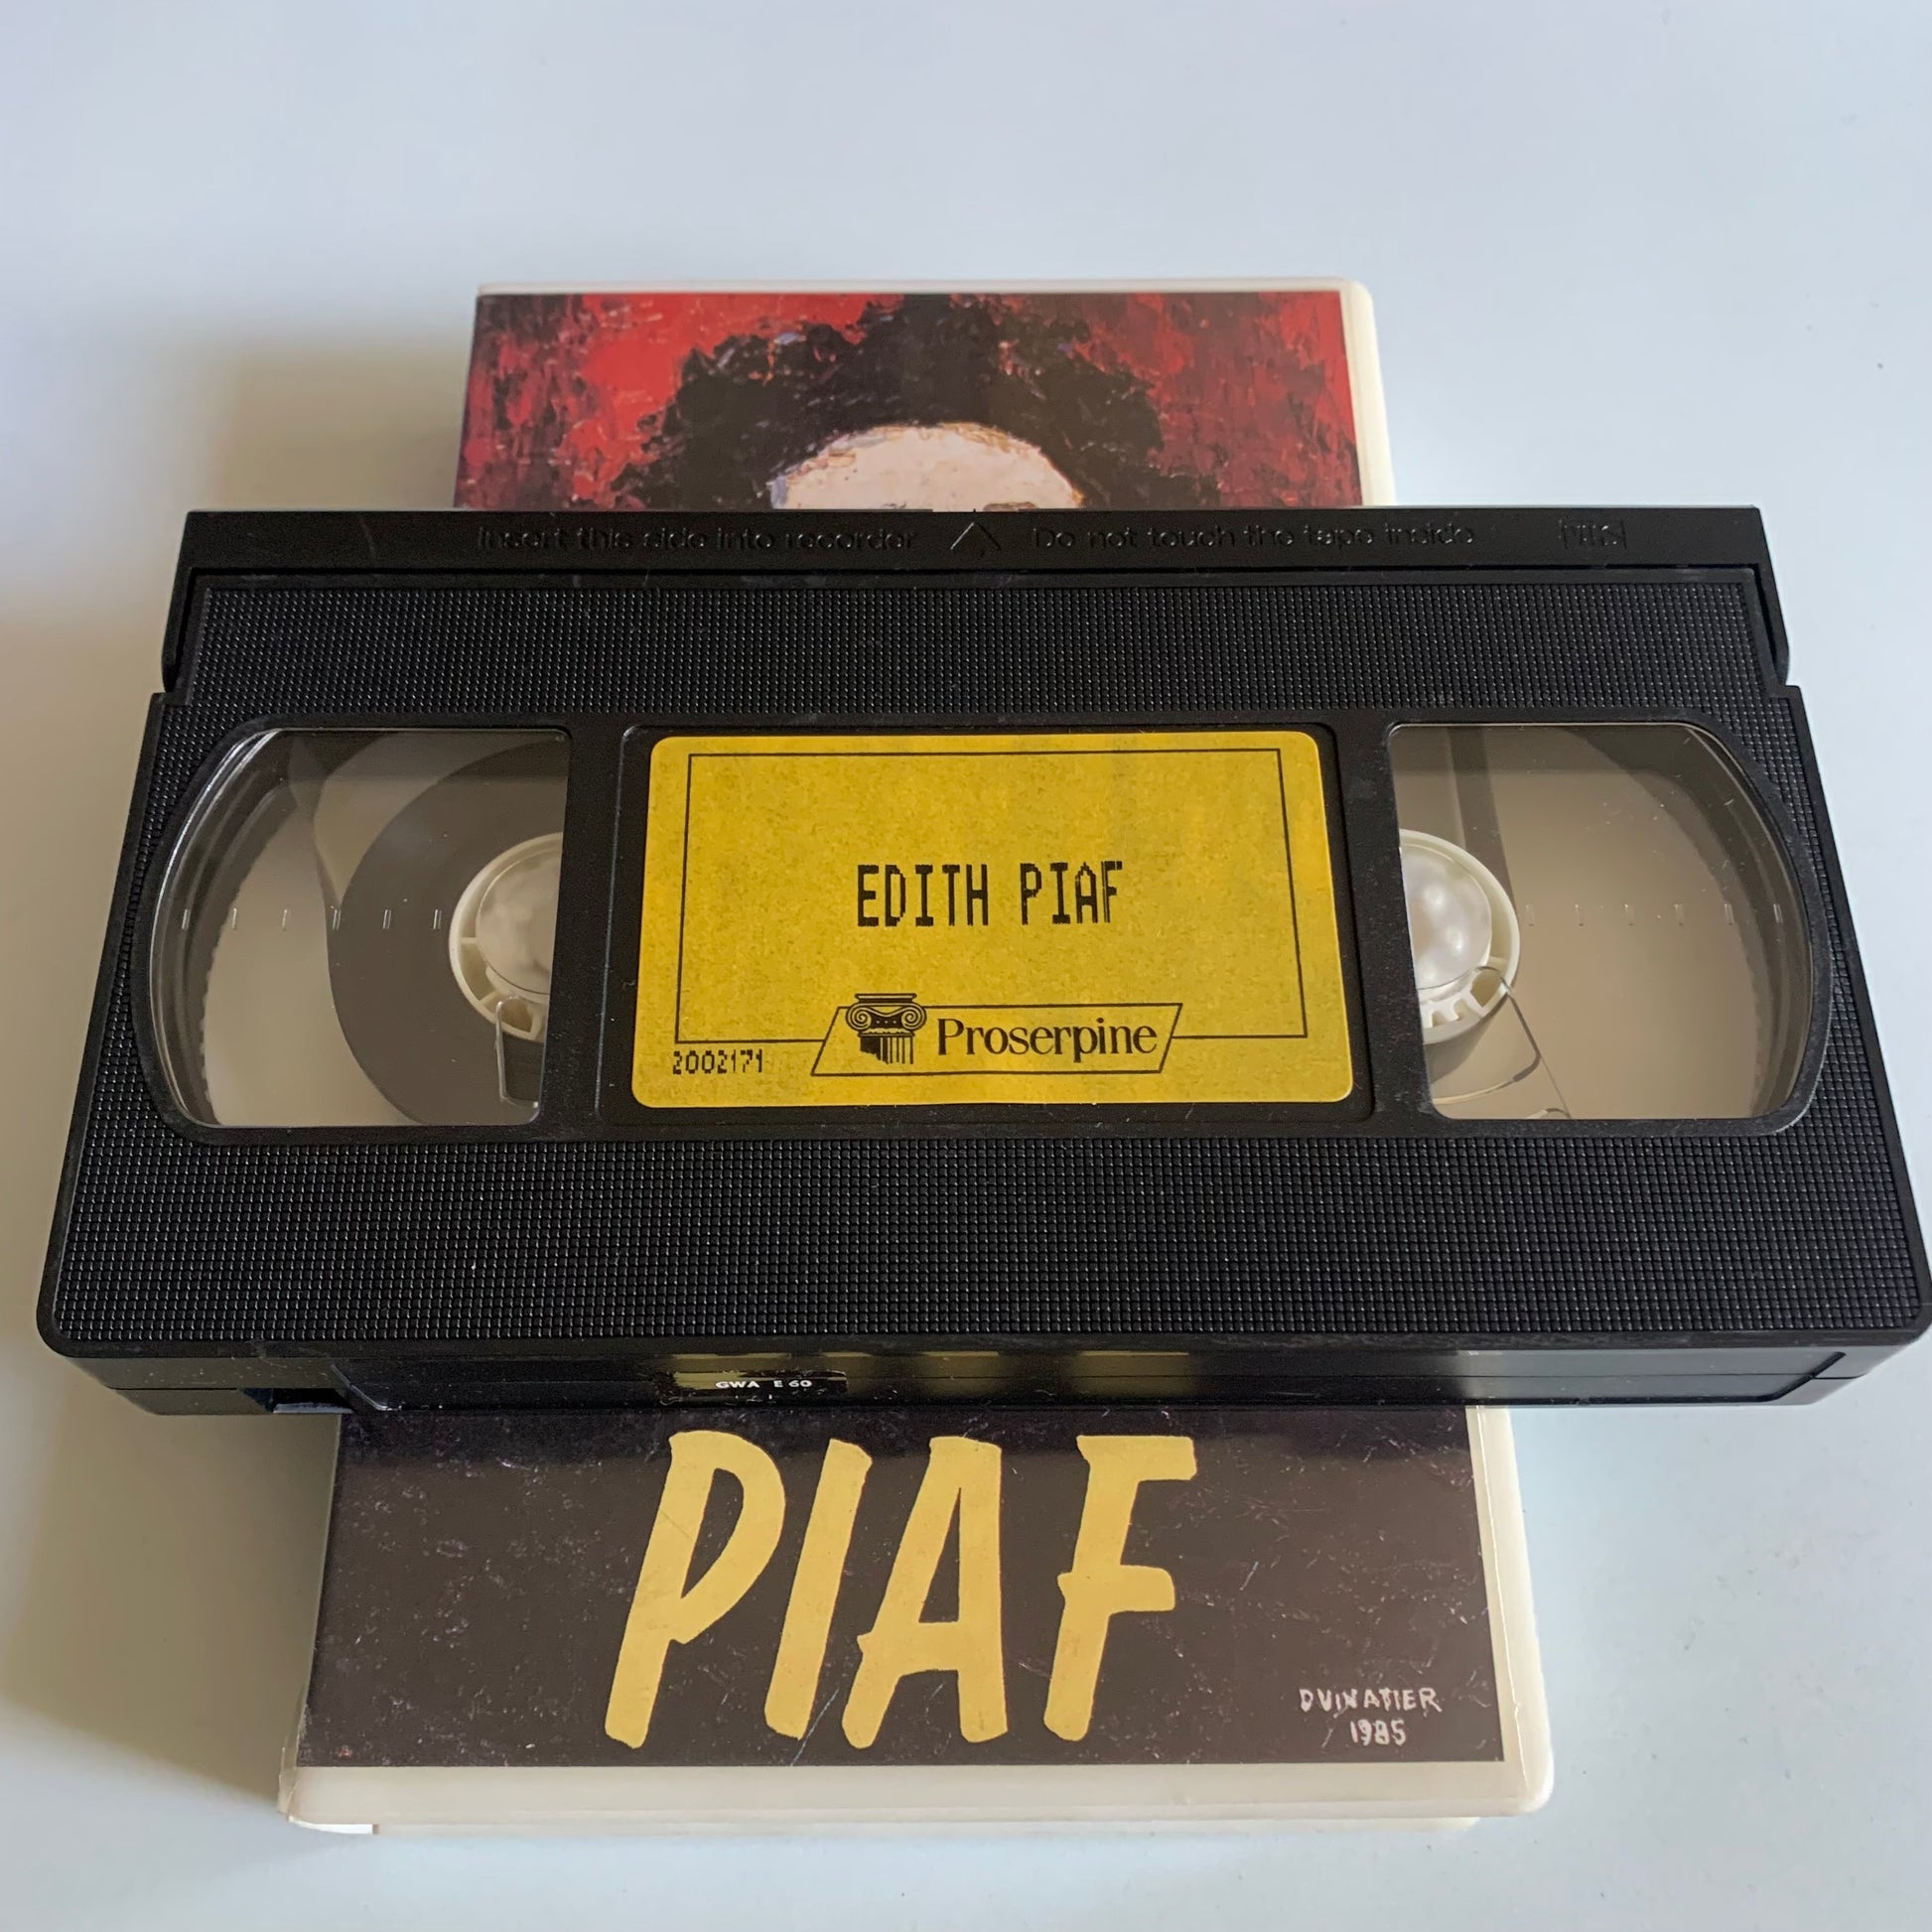 Insert this side into recorder Do not touch the tape inside
EDITH PIAF
Proserpine
2002171
GWA E 60
PIAF
DUINATIER
1985